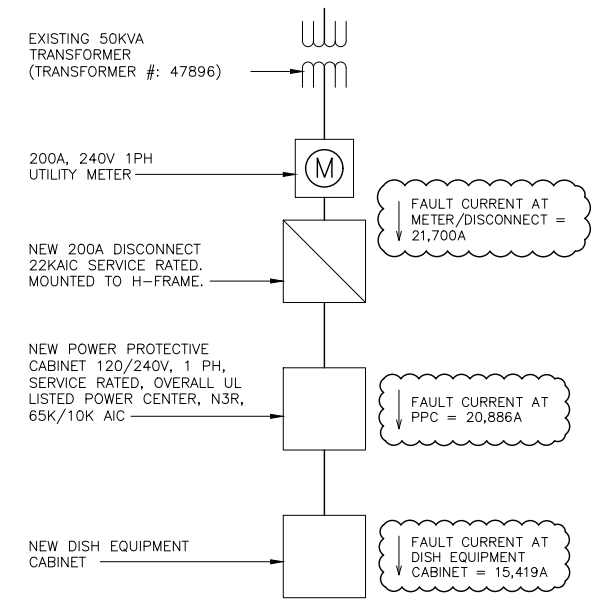 EXISTING 50KVA
TRANSFORMER
(TRANSFORMER #: 47896)
200A, 240V 1PH
UTILITY METER
M
FAULT CURRENT AT
METER/DISCONNECT =
21,700A
NEW 200A DISCONNECT
22KAIC SERVICE RATED.
MOUNTED TO H-FRAME.
NEW POWER PROTECTIVE
CABINET 120/240V, 1 PH,
SERVICE RATED, OVERALL UL
LISTED POWER CENTER, N3R,
65K/10K AIC
FAULT CURRENT AT
PPC = 20,886A
NEW DISH EQUIPMENT
CABINET
FAULT CURRENT AT
DISH EQUIPMENT
CABINET = 15,419A